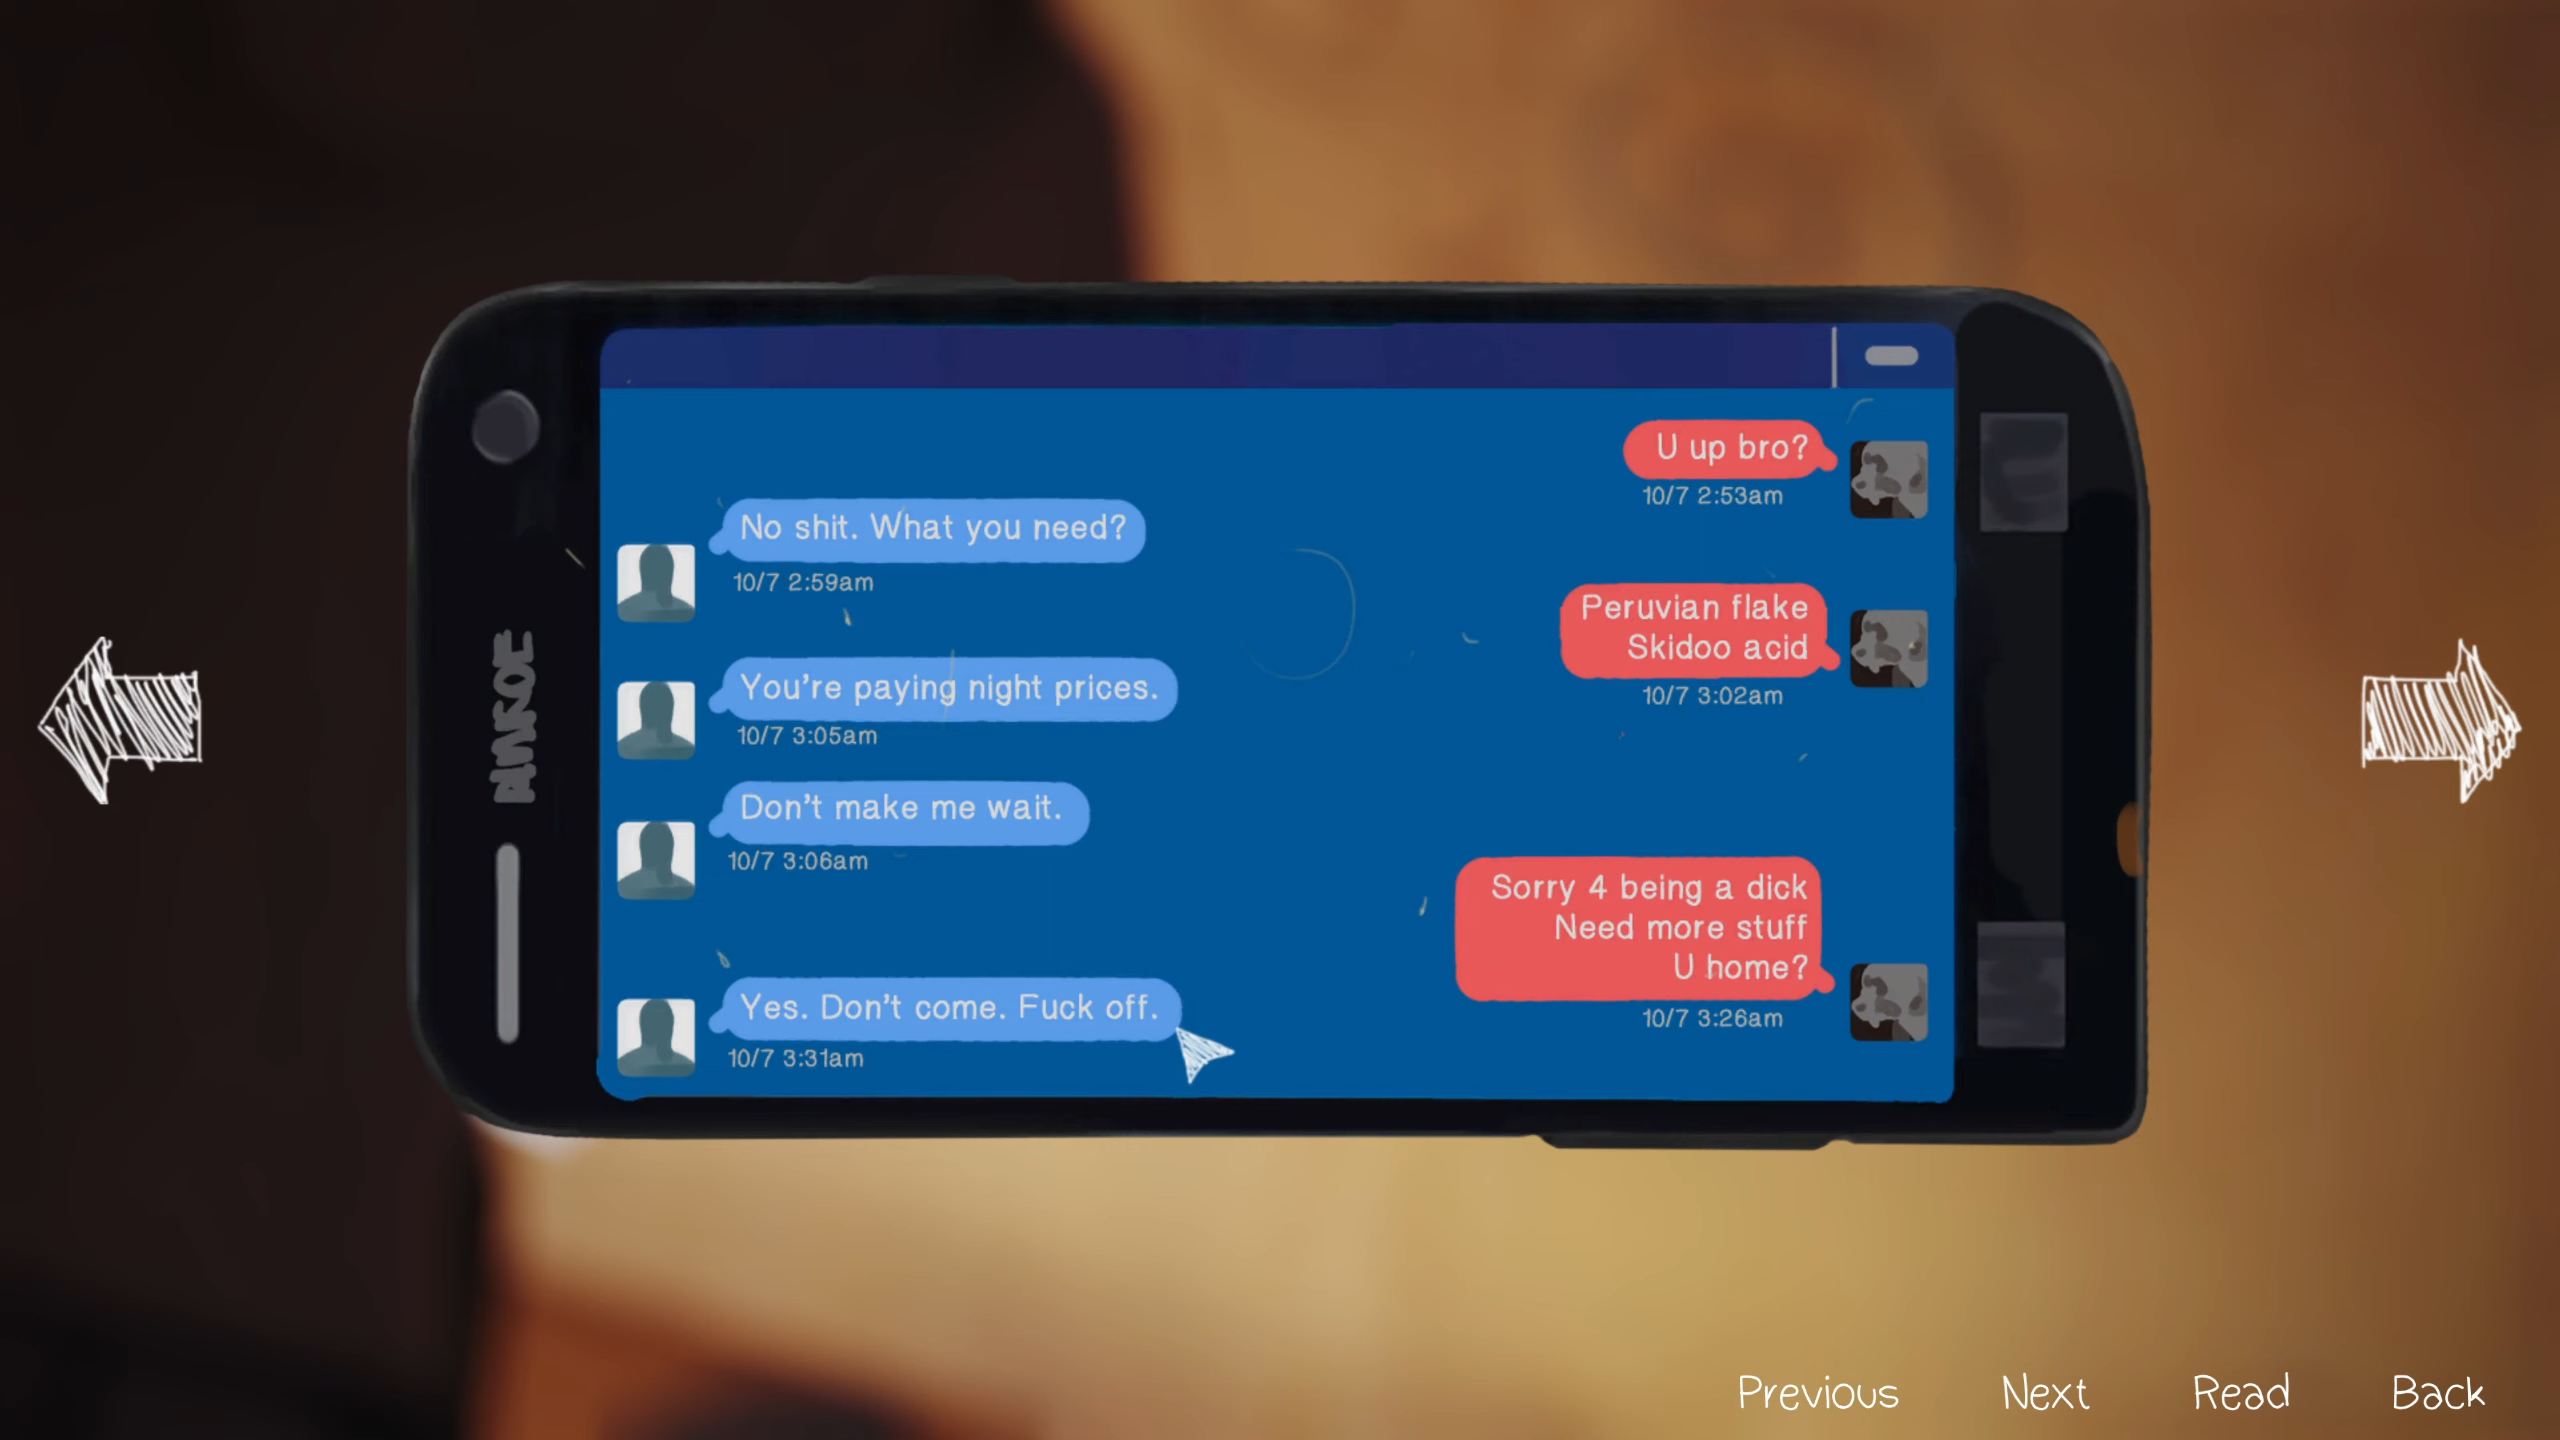 U up bro?
10/7 2:53am
No shit. What you need?
10/7 2:59am
Peruvian flake
Skidoo acid
10/7 3:02am
You're paying night prices.
10/7 3:05am
Don't make me wait.
10/7 3:06am
Sorry 4 being a dick
Need more stuff
U home?
10/7 3:26am
Yes. Don't come. Fuck off.
10/7 3:31am
Previous
Next
Read
Back